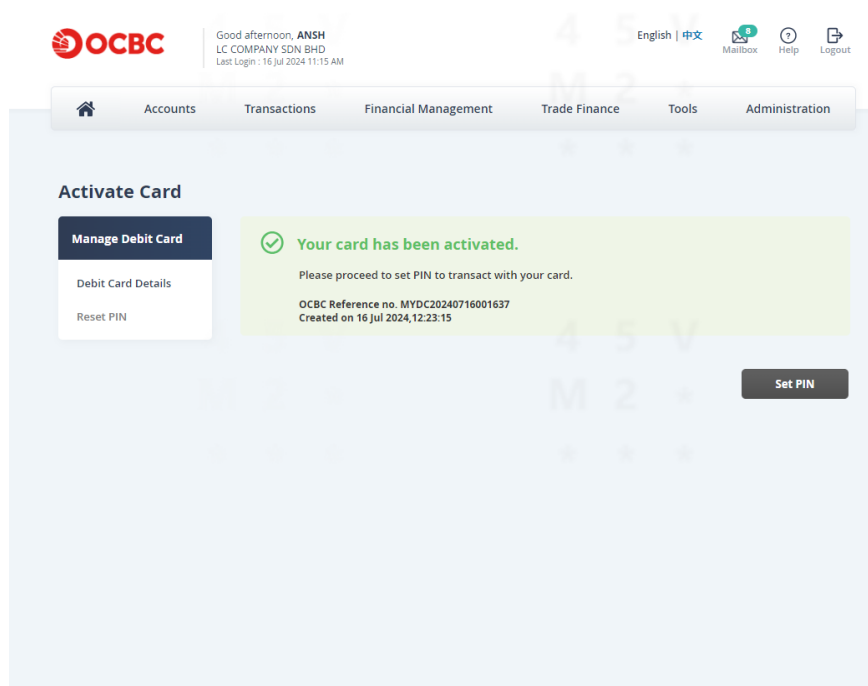 OCBC
Good afternoon, ANSH
LC COMPANY SDN BHD
Last Login : 16 Jul 2024 11:15 AM
English | 中文
8
Mailbox
?
Help
Logout
Accounts
Transactions
Financial Management
Trade Finance
Tools
Administration
Activate Card
Manage Debit Card
Debit Card Details
Reset PIN
Your card has been activated.
Please proceed to set PIN to transact with your card.
OCBC Reference no. MYDC20240716001637
Created on 16 Jul 2024,12:23:15
4 5 V
M 2 *
* * *
Set PIN